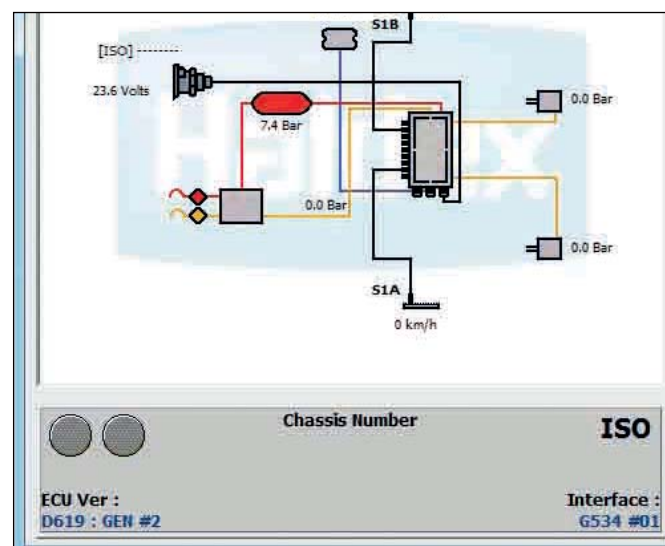 S1B
[ISO] --------
23.6 Volts
0.0 Bar
7.4 Bar
Haldex
0.0 Bar
0.0 Bar
S1A
0 km/h
Chassis Number
ISO
ECU Ver :
Interface :
D619 : GEN #2
G534 #01